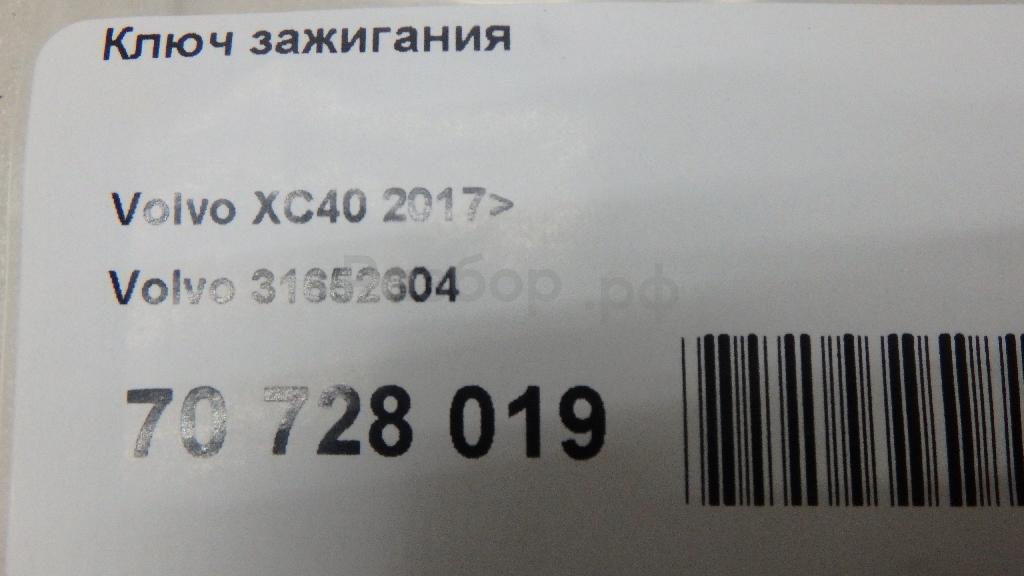 Ключ зажигания
Volvo XC40 2017>
Volvo 31652604
70 728 019